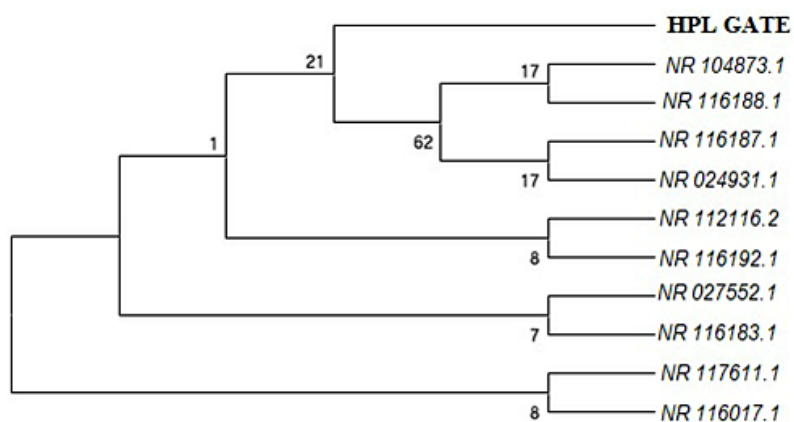 HPL GATE
21
17
NR 104873.1
NR 116188.1
1
62
NR 116187.1
17
NR 024931.1
NR 112116.2
8
NR 116192.1
NR 027552.1
7
NR 116183.1
NR 117611.1
8
NR 116017.1